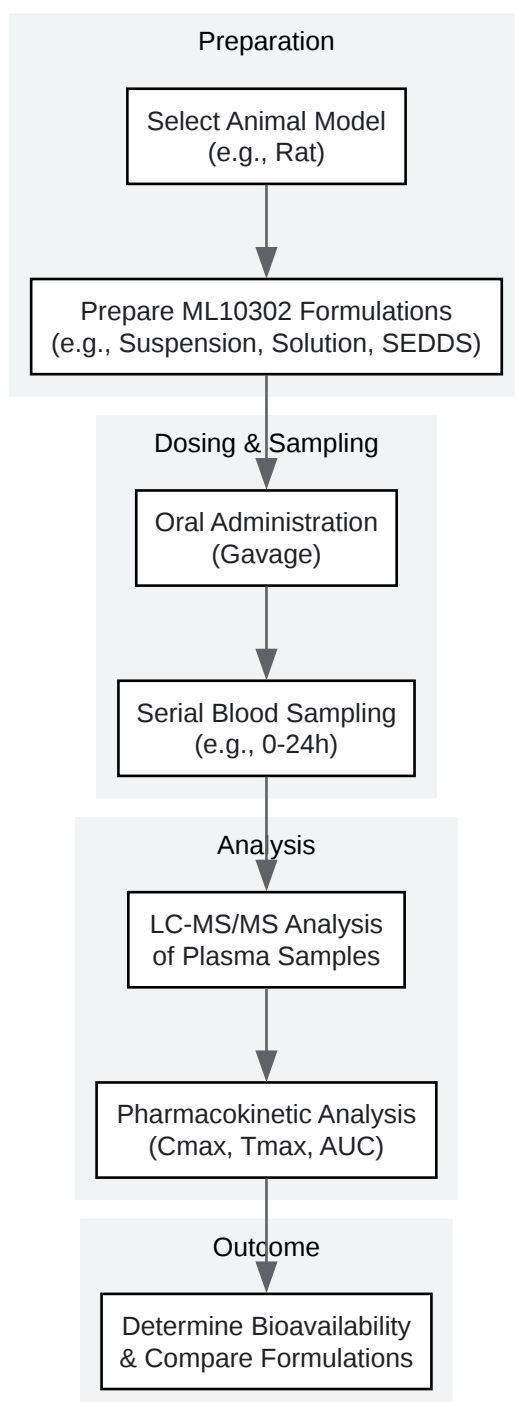 Preparation
Select Animal Model
(e.g., Rat)
Prepare ML10302 Formulations
(e.g., Suspension, Solution, SEDDS)
Dosing & Sampling
Oral Administration
(Gavage)
Serial Blood Sampling
(e.g., 0-24h)
Analysis
LC-MS/MS Analysis
of Plasma Samples
Pharmacokinetic Analysis
(Cmax, Tmax, AUC)
Outcome
Determine Bioavailability
& Compare Formulations